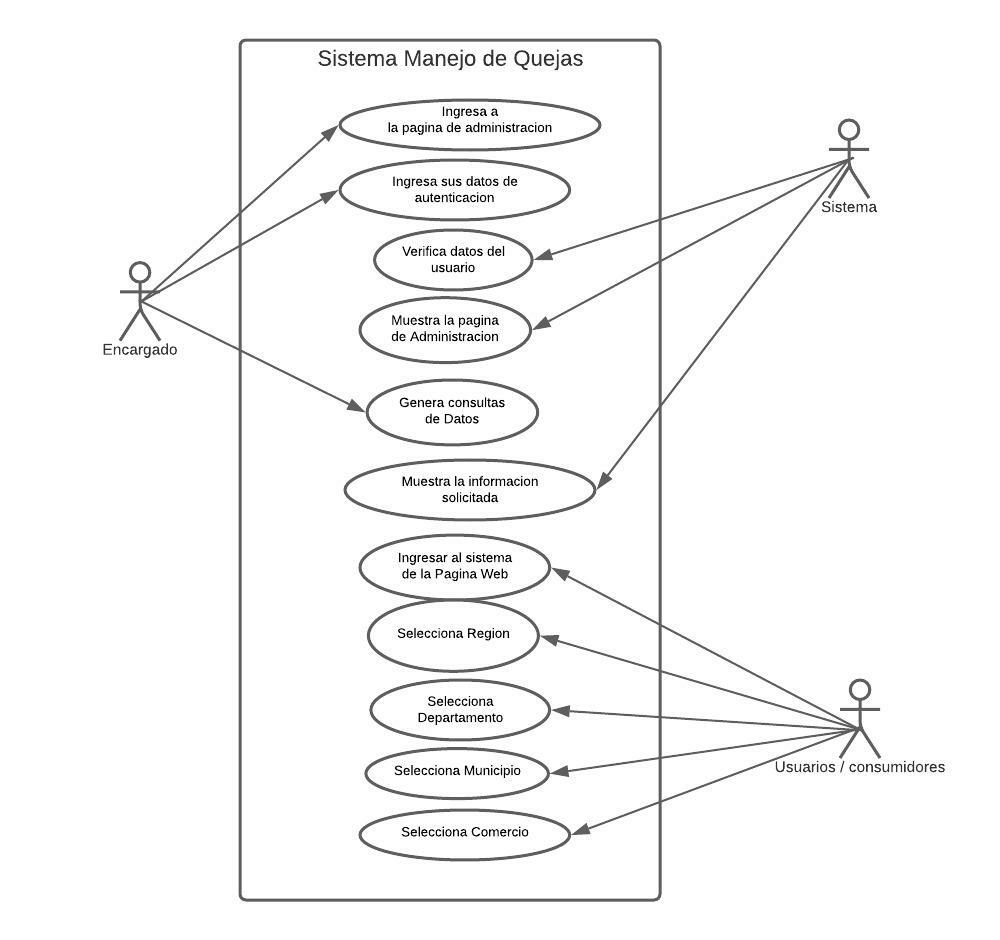 Sistema Manejo de Quejas
Ingresa a
la pagina de administracion
Ingresa sus datos de
autenticacion
Sistema
Verifica datos del
usuario
Muestra la pagina
de Administracion
Encargado
Genera consultas
de Datos
Muestra la informacion
solicitada
Ingresar al sistema
de la Pagina Web
Selecciona Region
Selecciona
Departamento
Usuarios / consumidores
Selecciona Municipio
Selecciona Comercio